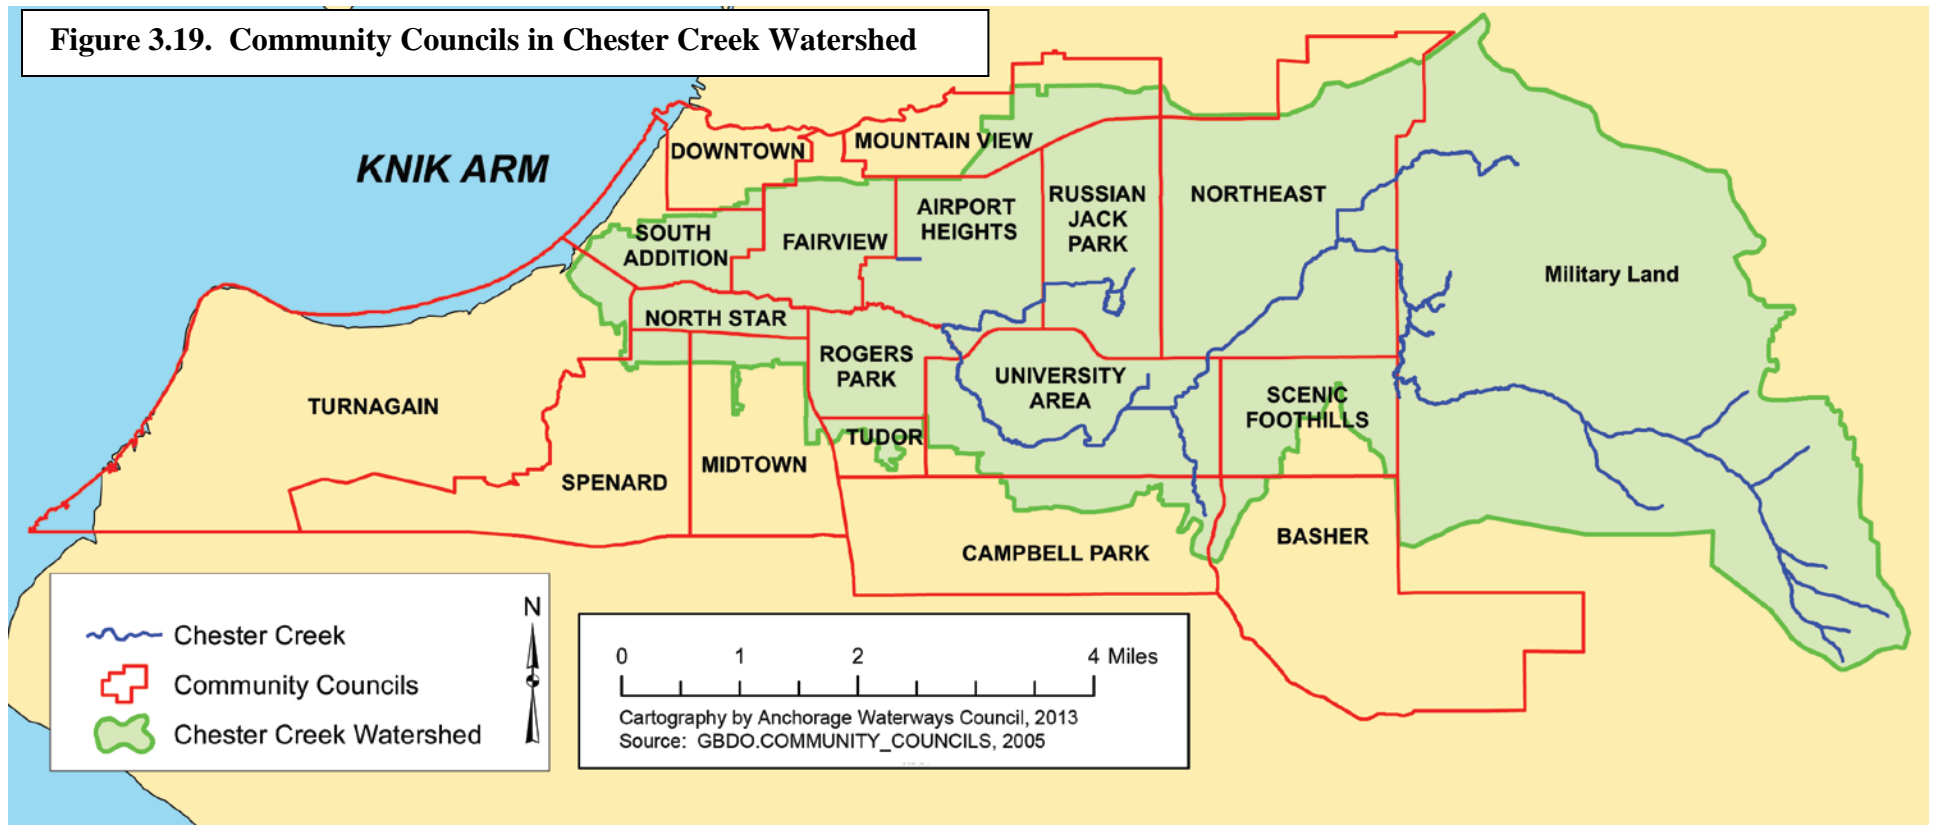 Figure 3.19.  Community Councils in Chester Creek Watershed
KNIK ARM
DOWNTOWN
MOUNTAIN VIEW
SOUTH
ADDITION
FAIRVIEW
AIRPORT
HEIGHTS
RUSSIAN
JACK
PARK
NORTHEAST
Military Land
NORTH STAR
ROGERS
PARK
UNIVERSITY
AREA
SCENIC
FOOTHILLS
TURNAGAIN
TUDOR
SPENARD
MIDTOWN
CAMPBELL PARK
BASHER
N
Chester Creek
Community Councils
Chester Creek Watershed
0 1 2 4 Miles
Cartography by Anchorage Waterways Council, 2013
Source:  GBDO.COMMUNITY_COUNCILS, 2005